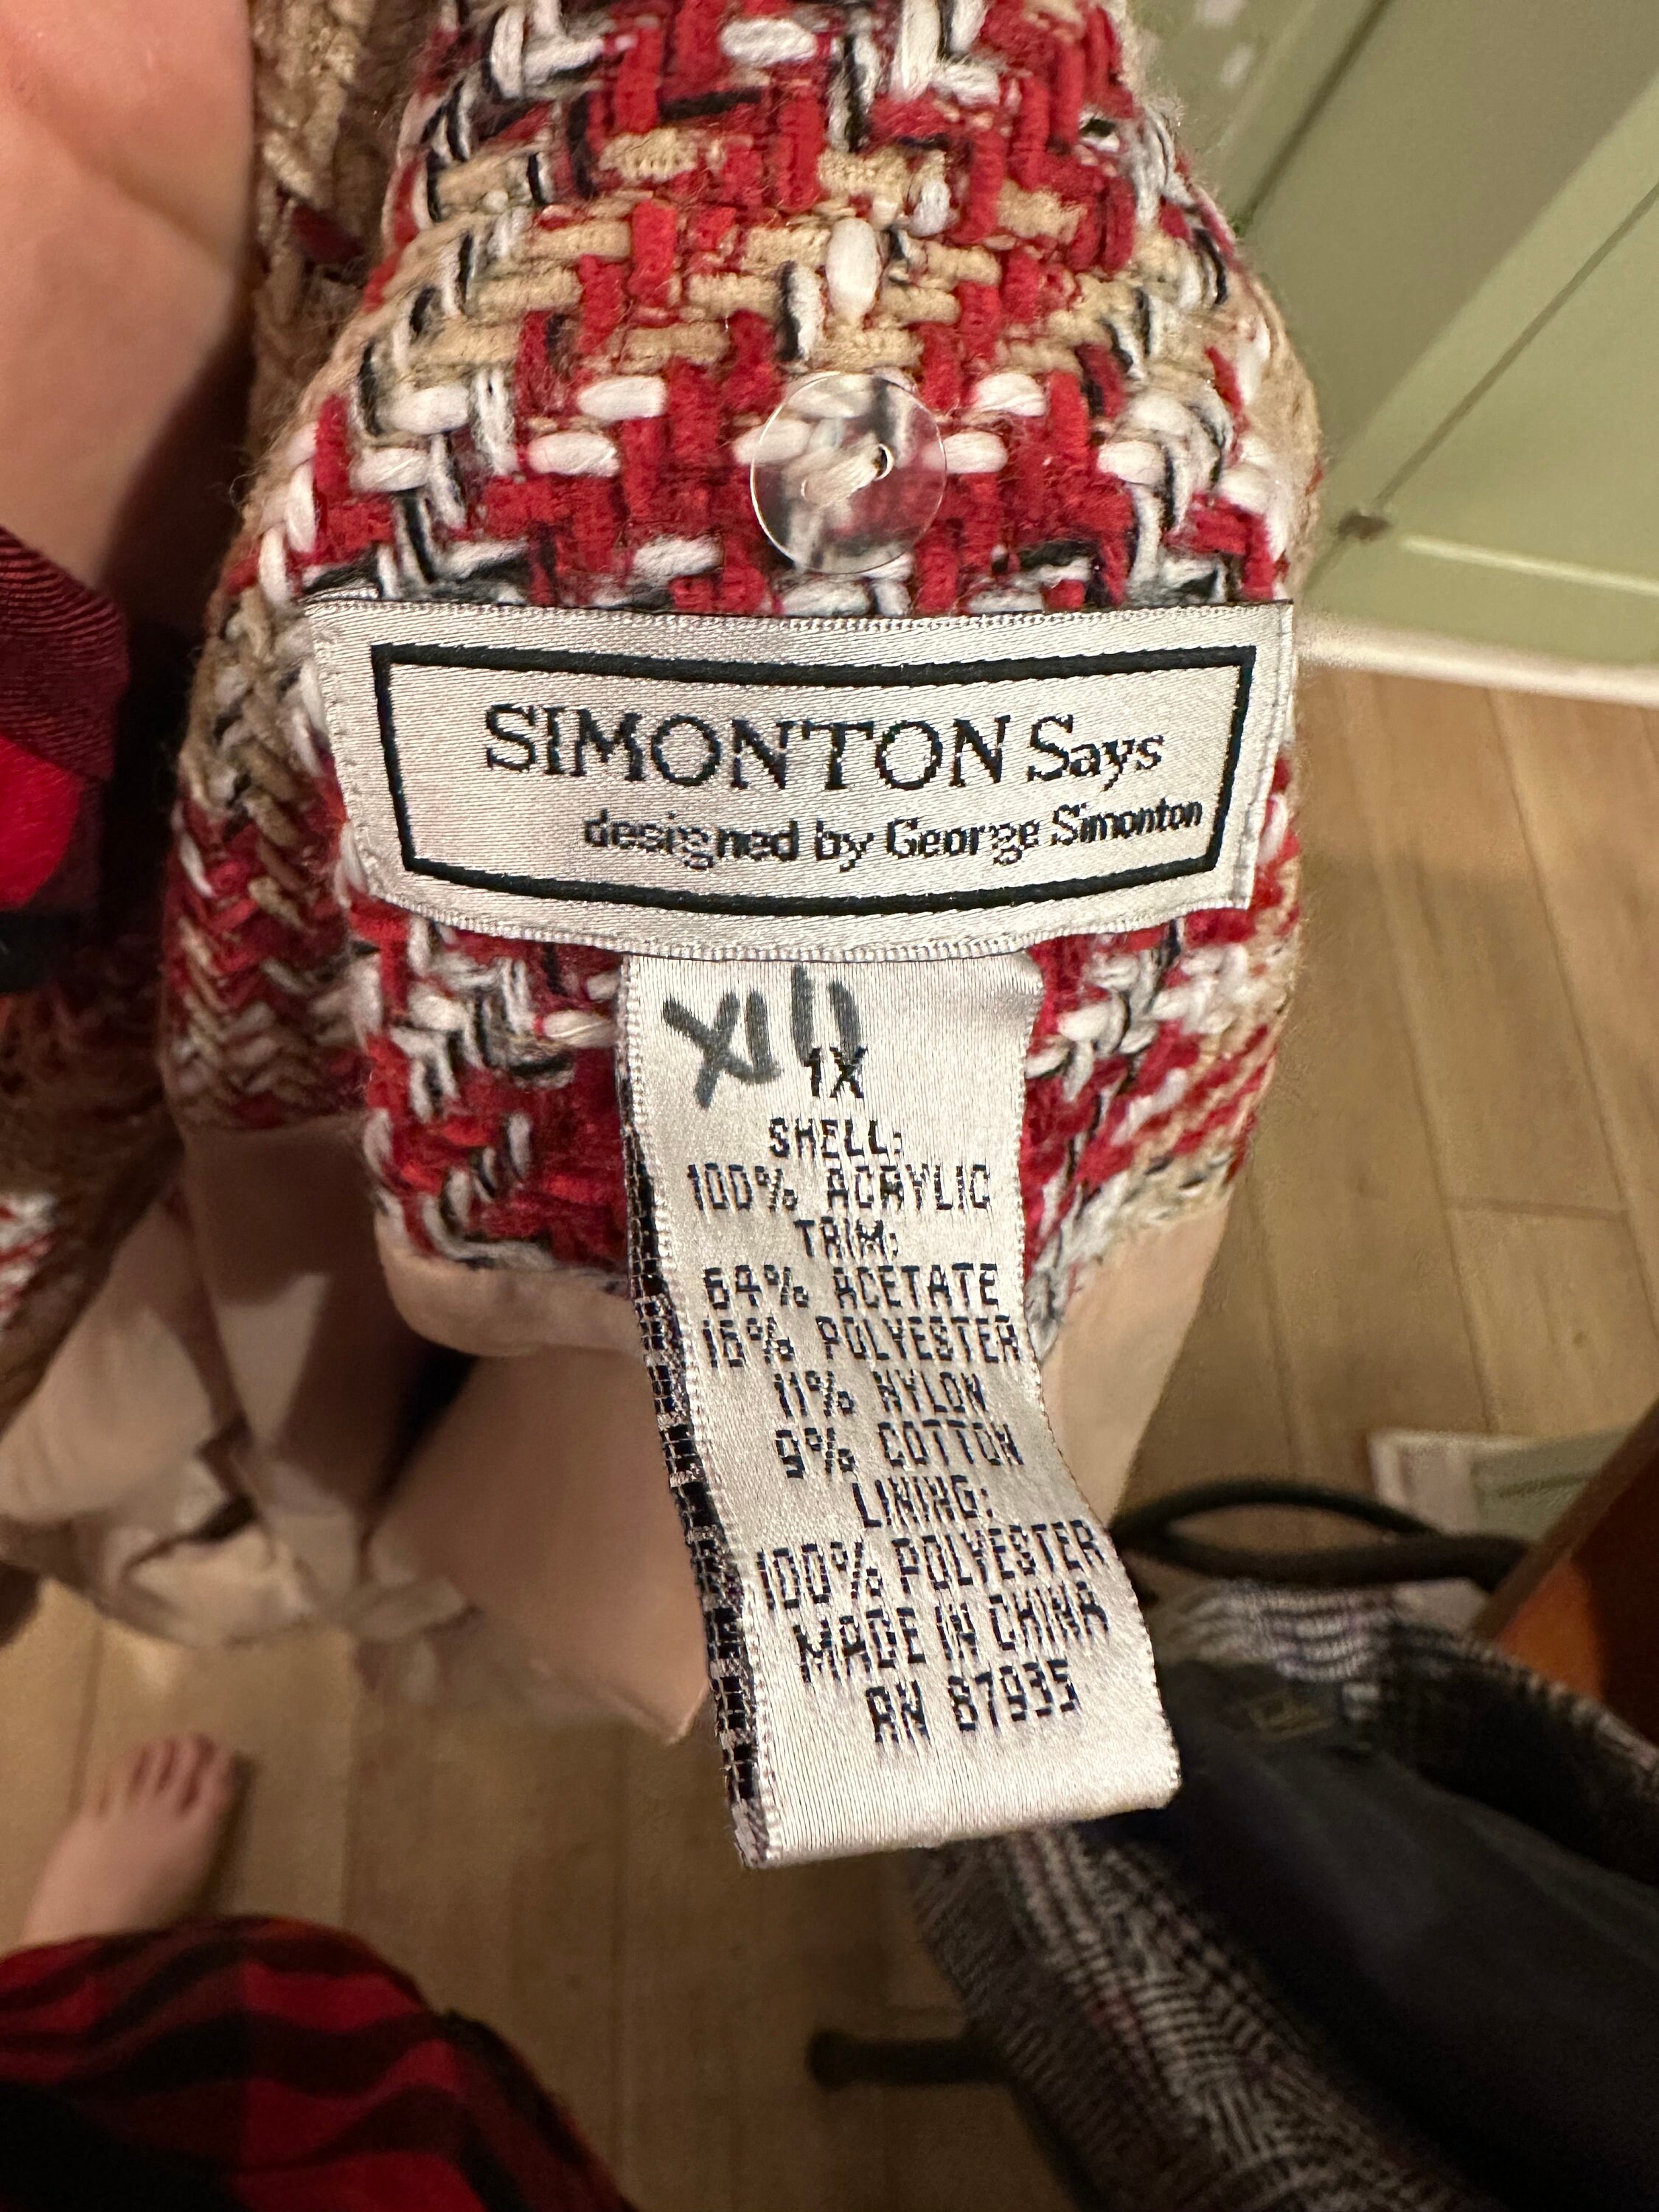 SIMONTON Says
designed by George Simonton
1X
SHELL:
100% ACRYLIC
TRIM:
64% ACETATE
16% POLYESTER
11% NYLON
9% COTTON
LINING:
100% POLYESTER
MADE IN CHINA
RN 87935